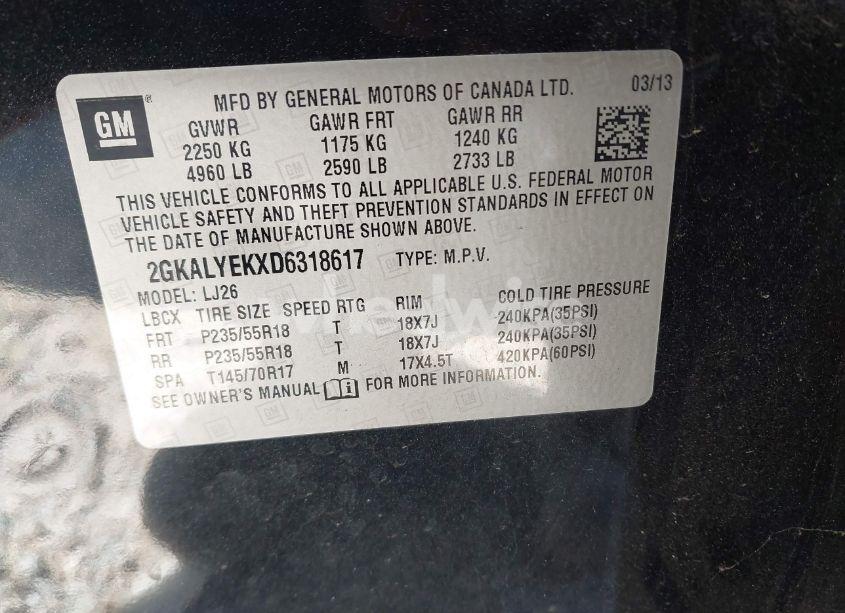 GM
MFD BY GENERAL MOTORS OF CANADA LTD. 03/13
GVWR GAWR FRT GAWR RR
2250 KG 1175 KG 1240 KG
4960 LB 2590 LB 2733 LB
THIS VEHICLE CONFORMS TO ALL APPLICABLE U.S. FEDERAL MOTOR
VEHICLE SAFETY AND THEFT PREVENTION STANDARDS IN EFFECT ON
THE DATE OF MANUFACTURE SHOWN ABOVE.
2GKALYEKXD6318617 TYPE: M.P.V.
MODEL: LJ26
LBCX TIRE SIZE SPEED RTG RIM COLD TIRE PRESSURE
FRT P235/55R18 T 18X7J 240KPA(35PSI)
RR P235/55R18 T 18X7J 240KPA(35PSI)
SPA T145/70R17 M 17X4.5T 420KPA(60PSI)
SEE OWNER'S MANUAL FOR MORE INFORMATION.